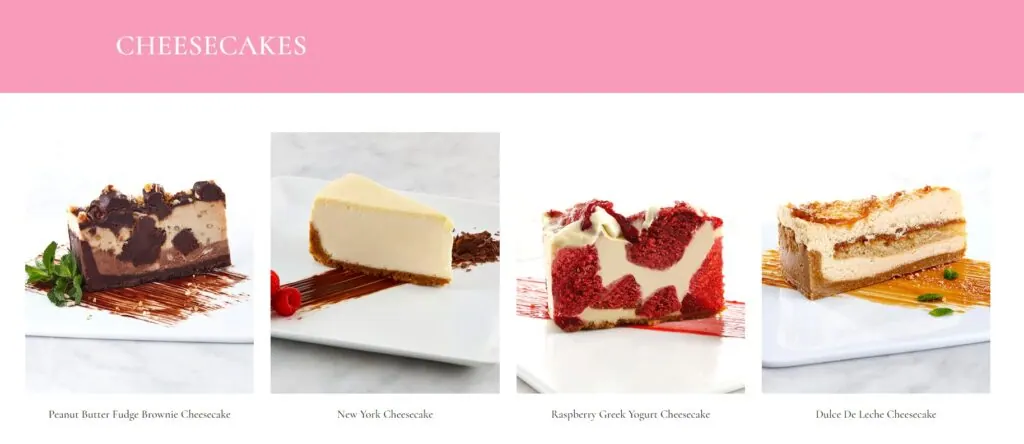 CHEESECAKES
Peanut Butter Fudge Brownie Cheesecake
New York Cheesecake
Raspberry Greek Yogurt Cheesecake
Dulce De Leche Cheesecake